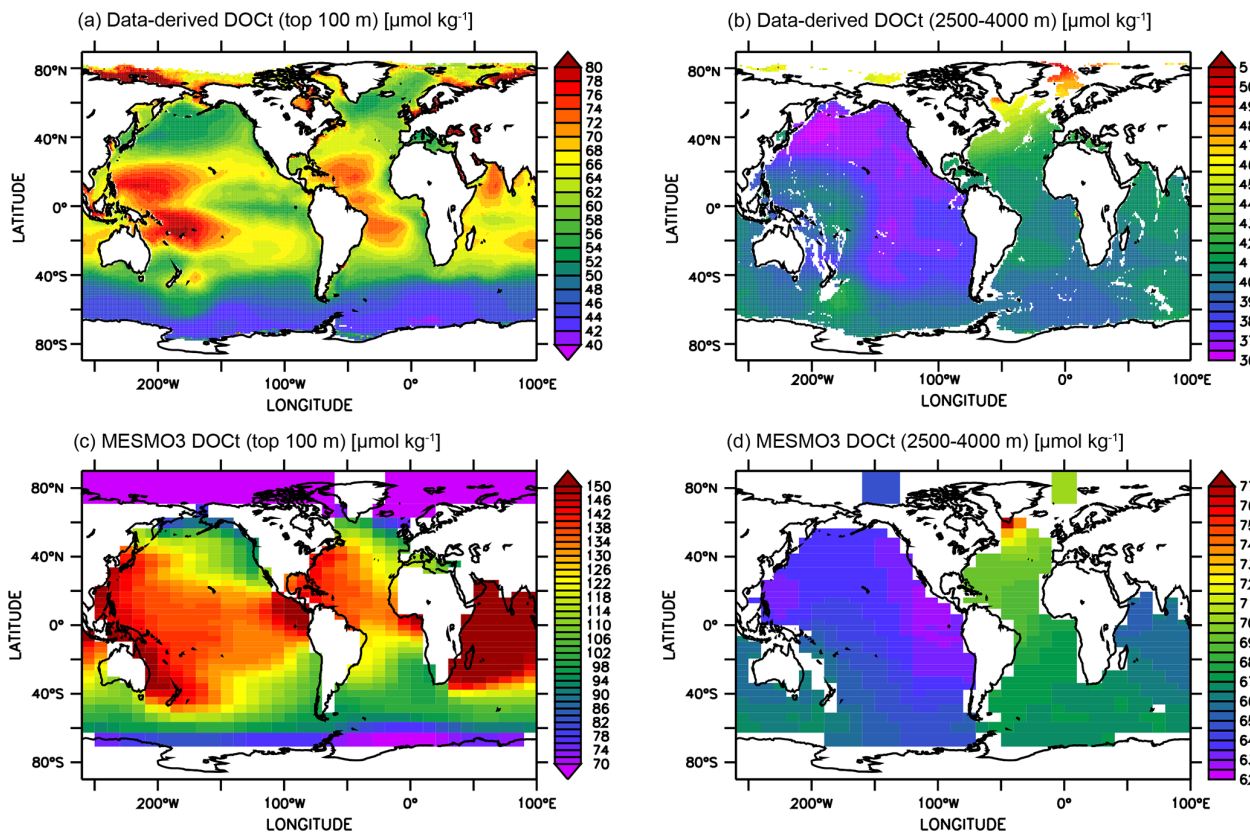 (a) Data-derived DOCt (top 100 m) [µmol kg⁻¹]
80°N
40°N
0°
40°S
80°S
LATITUDE
200°W
100°W
0°
100°E
LONGITUDE
80
78
76
74
72
70
68
66
64
62
60
58
56
54
52
50
48
46
44
42
40
(b) Data-derived DOCt (2500-4000 m) [µmol kg⁻¹]
80°N
40°N
0°
40°S
80°S
LATITUDE
200°W
100°W
0°
100°E
LONGITUDE
(c) MESMO3 DOCt (top 100 m) [µmol kg⁻¹]
80°N
40°N
0°
40°S
80°S
LATITUDE
200°W
100°W
0°
100°E
LONGITUDE
150
146
142
138
134
130
126
122
118
114
110
106
102
98
94
90
86
82
78
74
70
(d) MESMO3 DOCt (2500-4000 m) [µmol kg⁻¹]
80°N
40°N
0°
40°S
80°S
LATITUDE
200°W
100°W
0°
100°E
LONGITUDE